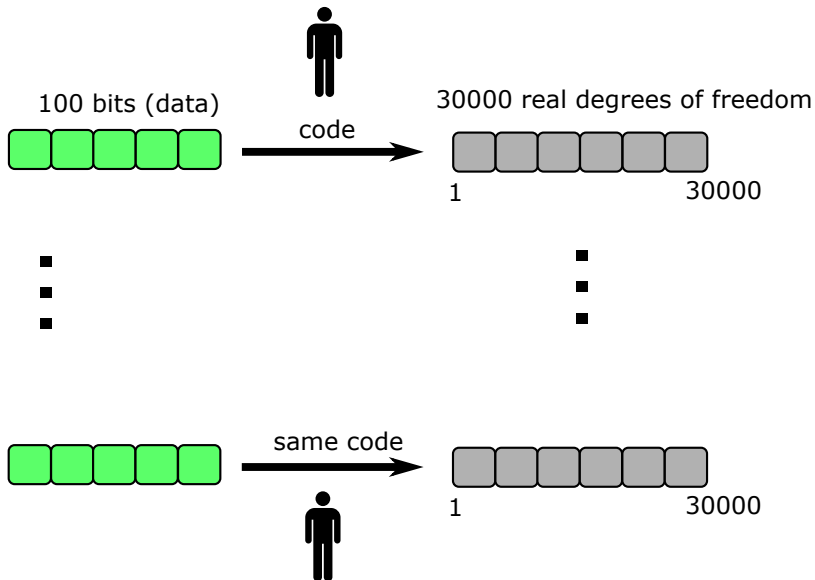 100 bits (data)
code
30000 real degrees of freedom
1
30000
same code
1
30000